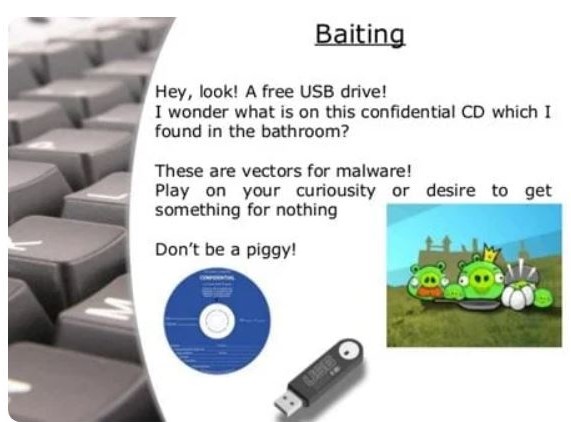 Baiting
Hey, look! A free USB drive!
I wonder what is on this confidential CD which I
found in the bathroom?
These are vectors for malware!
Play on your curiousity or desire to get
something for nothing
Don't be a piggy!
CONFIDENTIAL
K
M